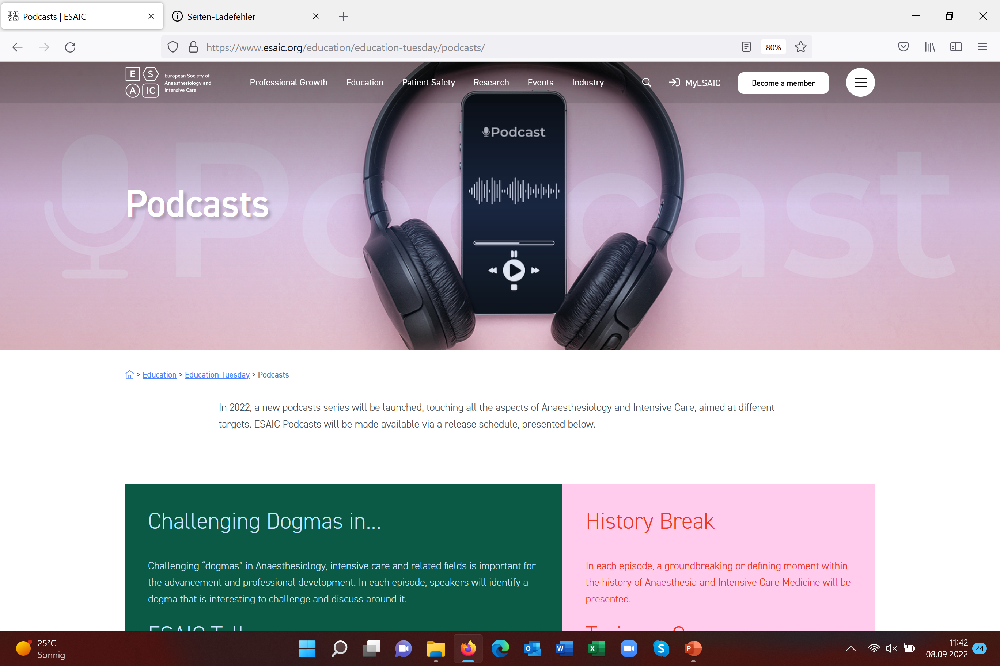 Podcasts | ESAIC
Seiten-Ladefehler
https://www.esaic.org/education/education-tuesday/podcasts/
80%
E S
A IC
European Society of
Anaesthesiology and
Intensive Care
Professional Growth
Education
Patient Safety
Research
Events
Industry
MyESAIC
Become a member
Podcast
Podcast
Podcasts
> Education > Education Tuesday > Podcasts
In 2022, a new podcasts series will be launched, touching all the aspects of Anaesthesiology and Intensive Care, aimed at different
targets. ESAIC Podcasts will be made available via a release schedule, presented below.
Challenging Dogmas in...
Challenging “dogmas” in Anaesthesiology, intensive care and related fields is important for
the advancement and professional development. In each episode, speakers will identify a
dogma that is interesting to challenge and discuss around it.
History Break
In each episode, a groundbreaking or defining moment within
the history of Anaesthesia and Intensive Care Medicine will be
presented.
ESAIC Talks
Trainees Corner
25°C
Sonnig
11:42
08.09.2022
24